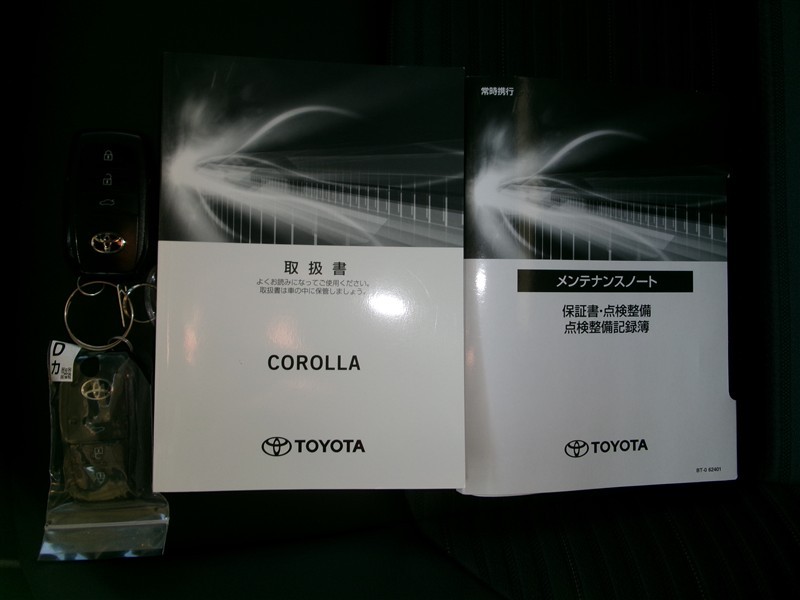 取扱書
よくお読みになってご使用ください。
取扱書は車の中に保管しましょう。
COROLLA
TOYOTA
常時携行
メンテナンスノート
保証書・点検整備
点検整備記録簿
TOYOTA
D
カ